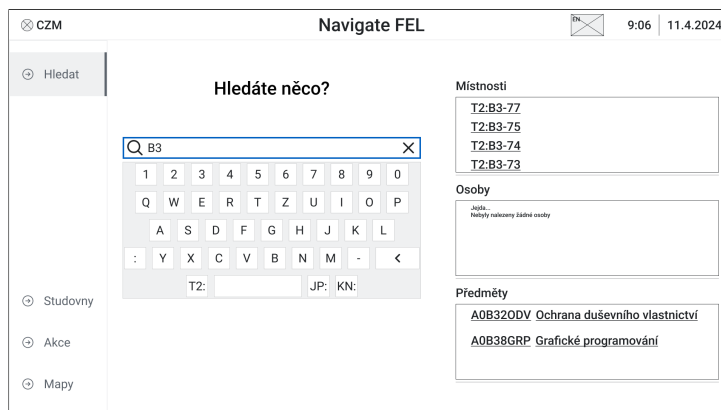 CZM
Navigate FEL
EN
9:06
11.4.2024
Hledat
Studovny
Akce
Mapy
Hledáte něco?
B3
1 2 3 4 5 6 7 8 9 0
Q W E R T Z U I O P
A S D F G H J K L
: Y X C V B N M - <
T2: JP: KN:
Místnosti
T2:B3-77
T2:B3-75
T2:B3-74
T2:B3-73
Osoby
Jejda...
Nebyly nalezeny žádné osoby
Předměty
A0B32ODV Ochrana duševního vlastnictví
A0B38GRP Grafické programování